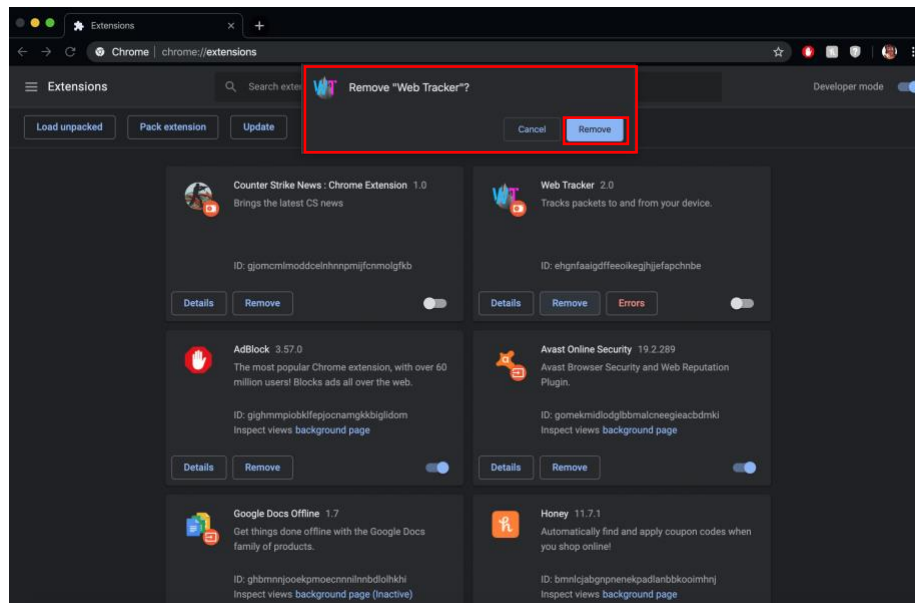 Extensions
Chrome | chrome://extensions
Extensions
Search exte
Remove "Web Tracker"?
Developer mode
Load unpacked
Pack extension
Update
Cancel
Remove
Counter Strike News : Chrome Extension 1.0
Brings the latest CS news
ID: gjomcmlmoddcelnhnnpmijfcnmolgfkb
Details
Remove
Web Tracker 2.0
Tracks packets to and from your device.
ID: ehgnfaaigdffeeoikegjhjjefapchnbe
Details
Remove
Errors
AdBlock 3.57.0
The most popular Chrome extension, with over 60
million users! Blocks ads all over the web.
ID: gighmmpiobklfepjocnamgkkbiglidom
Inspect views background page
Details
Remove
Avast Online Security 19.2.289
Avast Browser Security and Web Reputation
Plugin.
ID: gomekmidlodglbbmalcneegieacbdmki
Inspect views background page
Details
Remove
Google Docs Offline 1.7
Get things done offline with the Google Docs
family of products.
ID: ghbmnnjooekpmoecnnnilnnbdlolhkhi
Inspect views background page (Inactive)
Honey 11.7.1
Automatically find and apply coupon codes when
you shop online!
ID: bmnlcjabgnpnenekpadlanbbkooimhnj
Inspect views background page